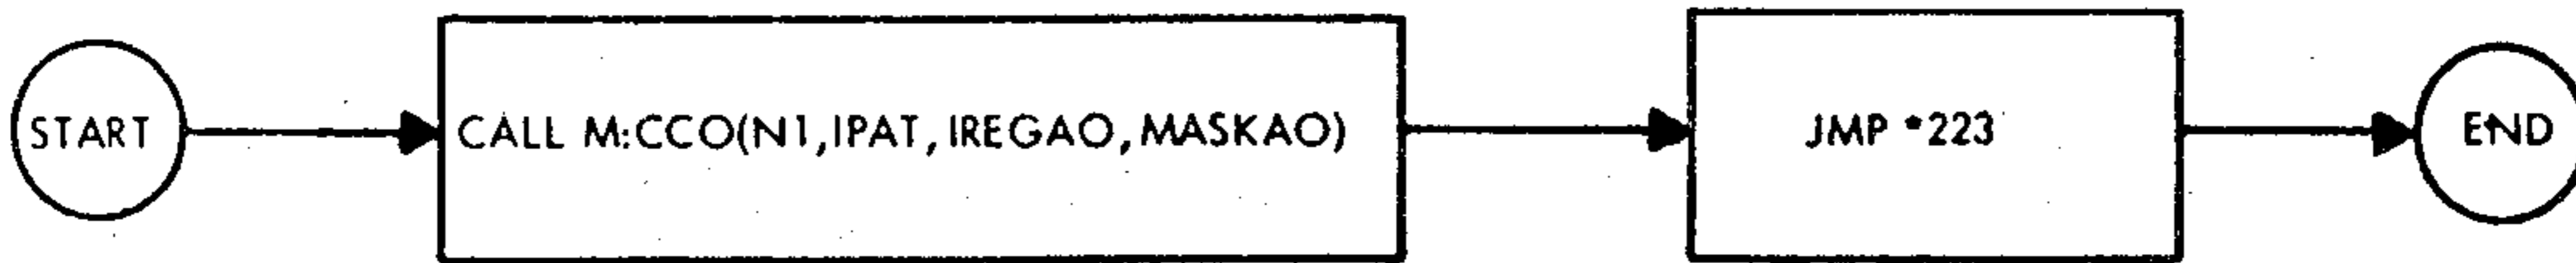 START
CALL M:CCO(N1,IPAT,IREGAO,MASKAO)
JMP *223
END